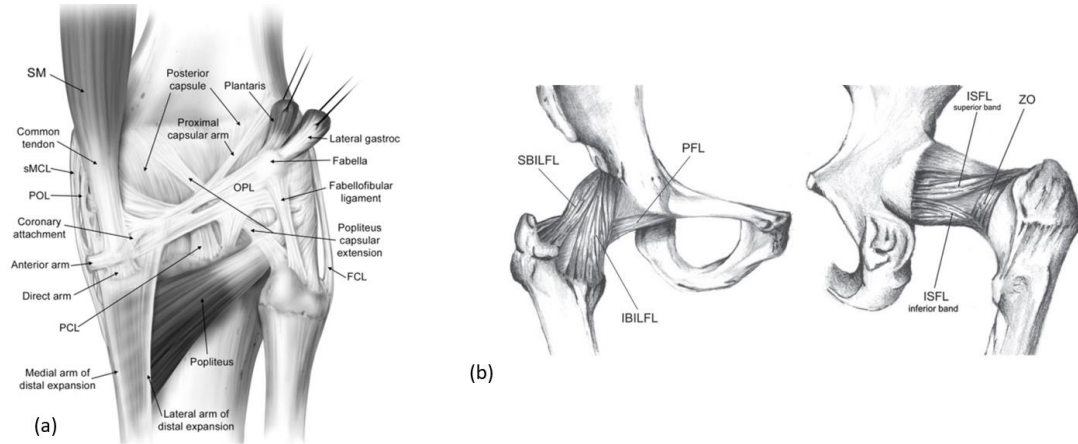 SM
Posterior
capsule
Plantaris
Proximal
capsular arm
Lateral gastroc
Common
tendon
Fabella
sMCL
OPL
POL
Fabellofibular
ligament
Coronary
attachment
Popliteus
capsular
extension
Anterior arm
FCL
Direct arm
PCL
Popliteus
Medial arm of
distal expansion
Lateral arm of
distal expansion
(a)
SBILFL
PFL
IBILFL
ISFL
superior band
ZO
ISFL
inferior band
(b)